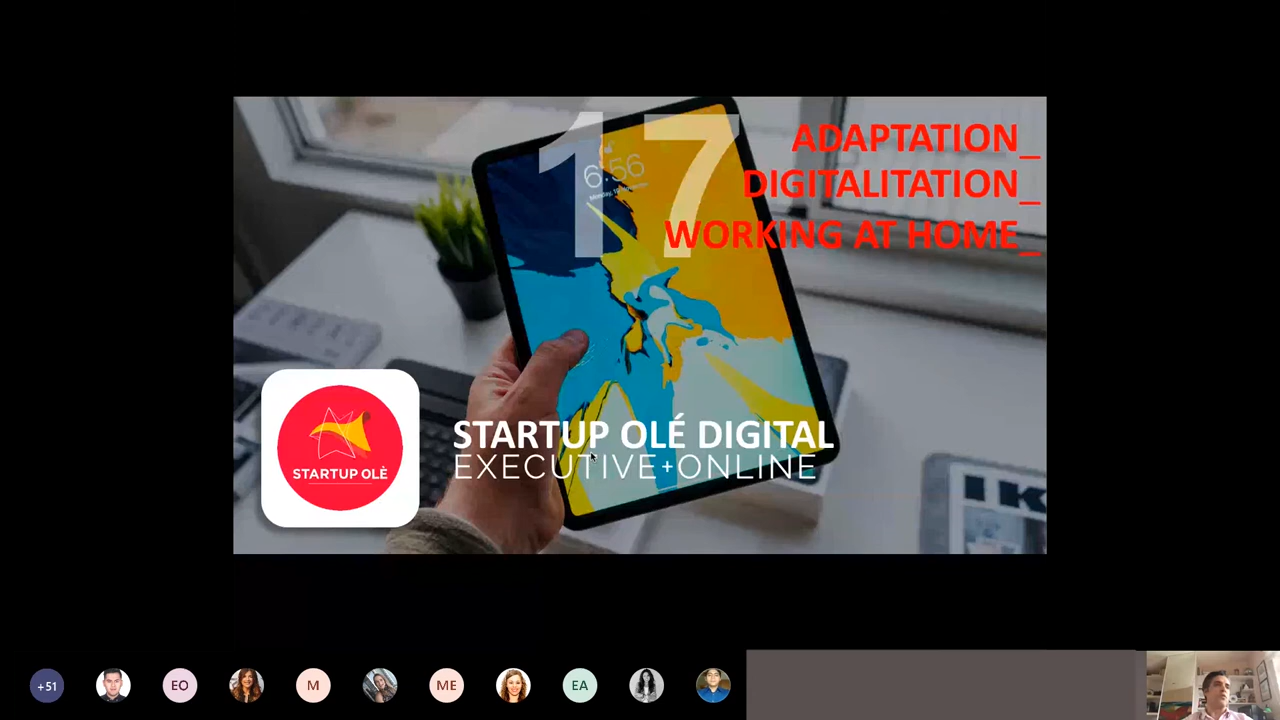 17
ADAPTATION_
DIGITALITATION_
WORKING AT HOME_
6:56
STARTUP OLÈ
STARTUP OLÉ DIGITAL
EXECUTIVE+ONLINE
IK
+51
EO
M
ME
EA